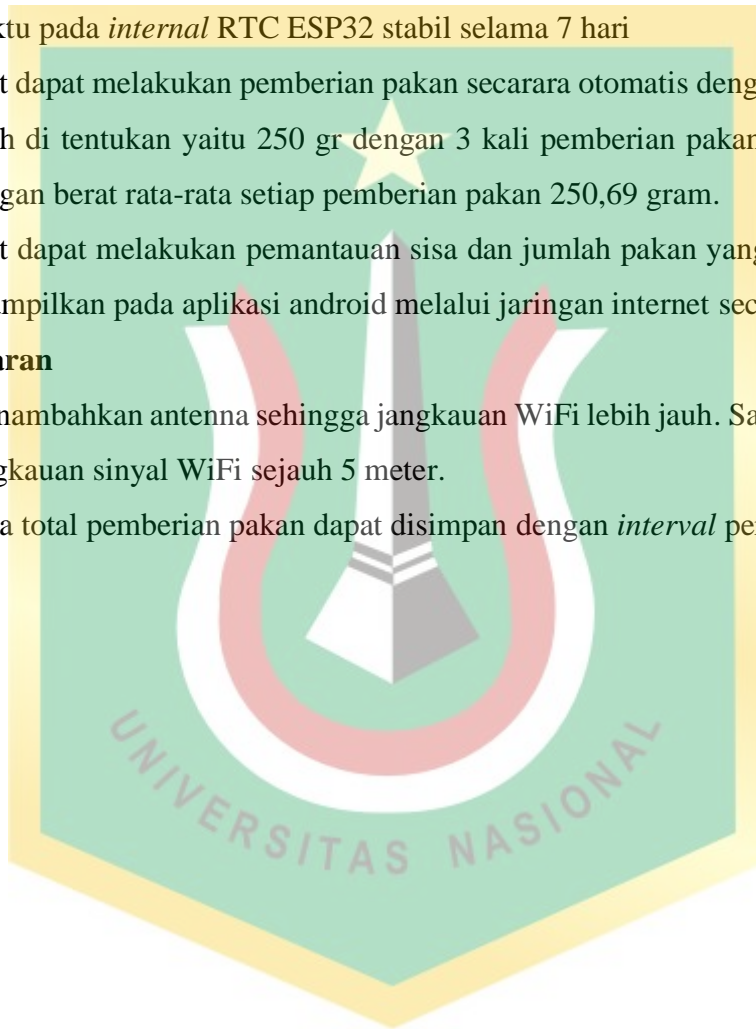 ktu pada internal RTC ESP32 stabil selama 7 hari
t dapat melakukan pemberian pakan secarara otomatis deng
h di tentukan yaitu 250 gr dengan 3 kali pemberian pakan
gan berat rata-rata setiap pemberian pakan 250,69 gram.
t dapat melakukan pemantauan sisa dan jumlah pakan yang
ampilkan pada aplikasi android melalui jaringan internet sec
aran
nambahkan antenna sehingga jangkauan WiFi lebih jauh. Sa
gkauan sinyal WiFi sejauh 5 meter.
a total pemberian pakan dapat disimpan dengan interval per
UNIVERSITAS NASIONAL